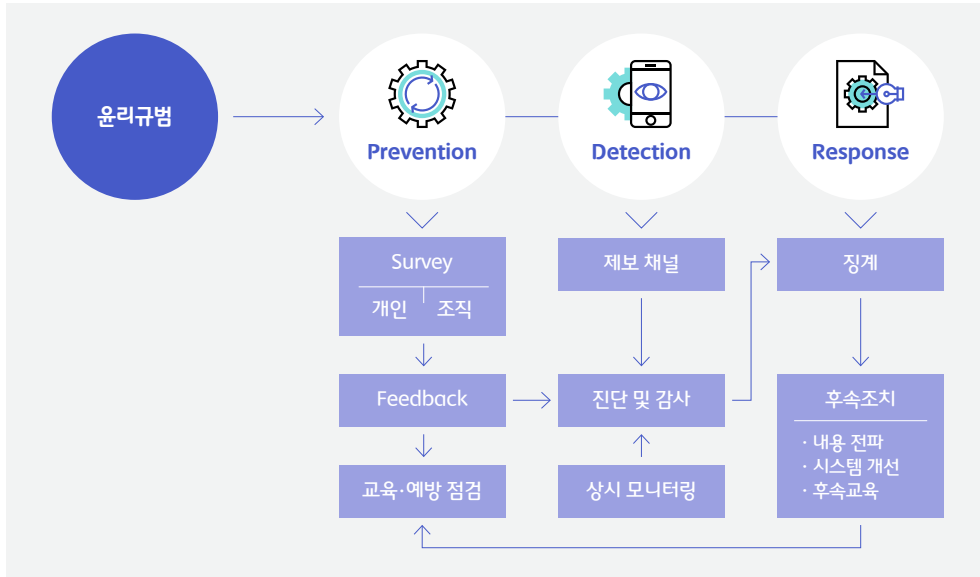 윤리규범
Prevention
Detection
Response
Survey
개인
조직
제보 채널
징계
Feedback
진단 및 감사
후속조치
· 내용 전파
· 시스템 개선
· 후속교육
교육·예방 점검
상시 모니터링